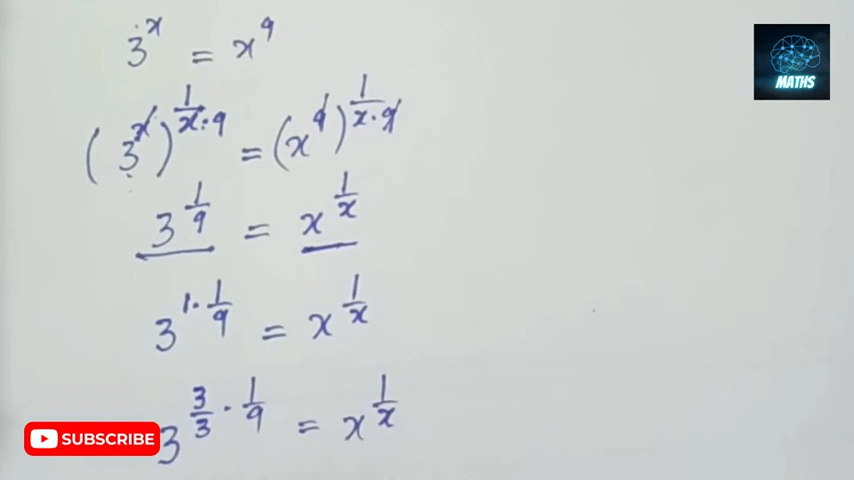 3^x = x^9
MATHS
(3^x)^(1/(x·9)) = (x^9)^(1/(x·9))
3^(1/9) = x^(1/x)
3^(1·1/9) = x^(1/x)
3^(3/3·1/9) = x^(1/x)
SUBSCRIBE